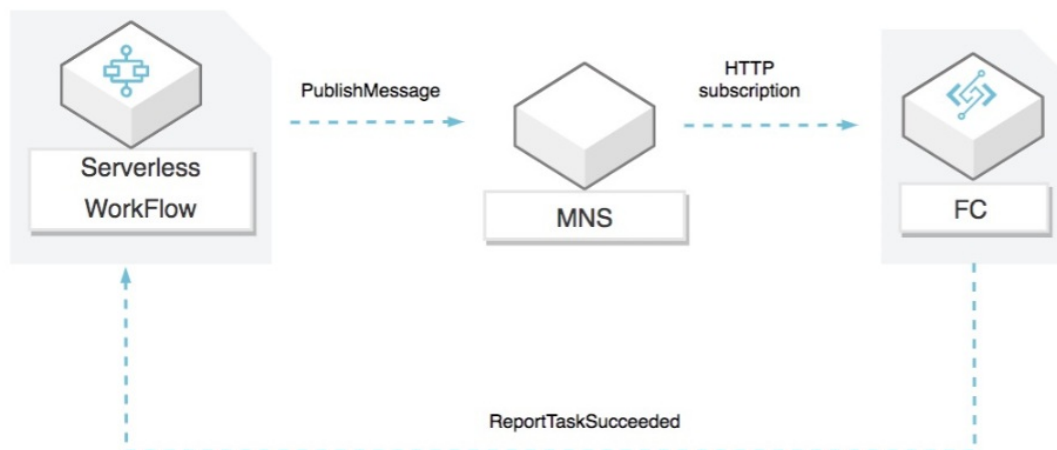 PublishMessage
HTTP
subscription
Serverless
WorkFlow
MNS
FC
ReportTaskSucceeded